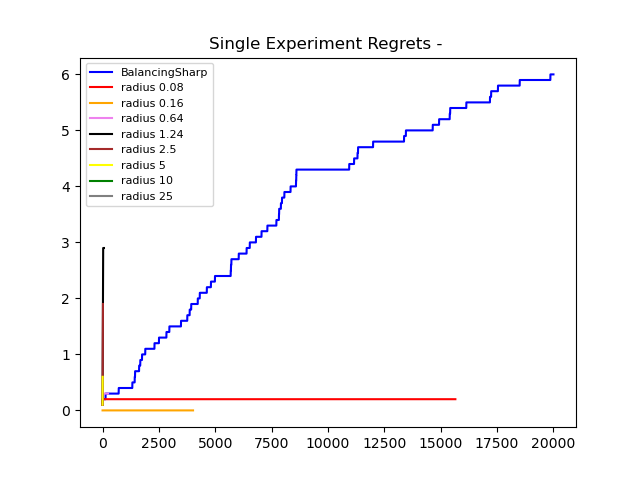 Single Experiment Regrets -
BalancingSharp
radius 0.08
radius 0.16
radius 0.64
radius 1.24
radius 2.5
radius 5
radius 10
radius 25
6
5
4
3
2
1
0
0 2500 5000 7500 10000 12500 15000 17500 20000